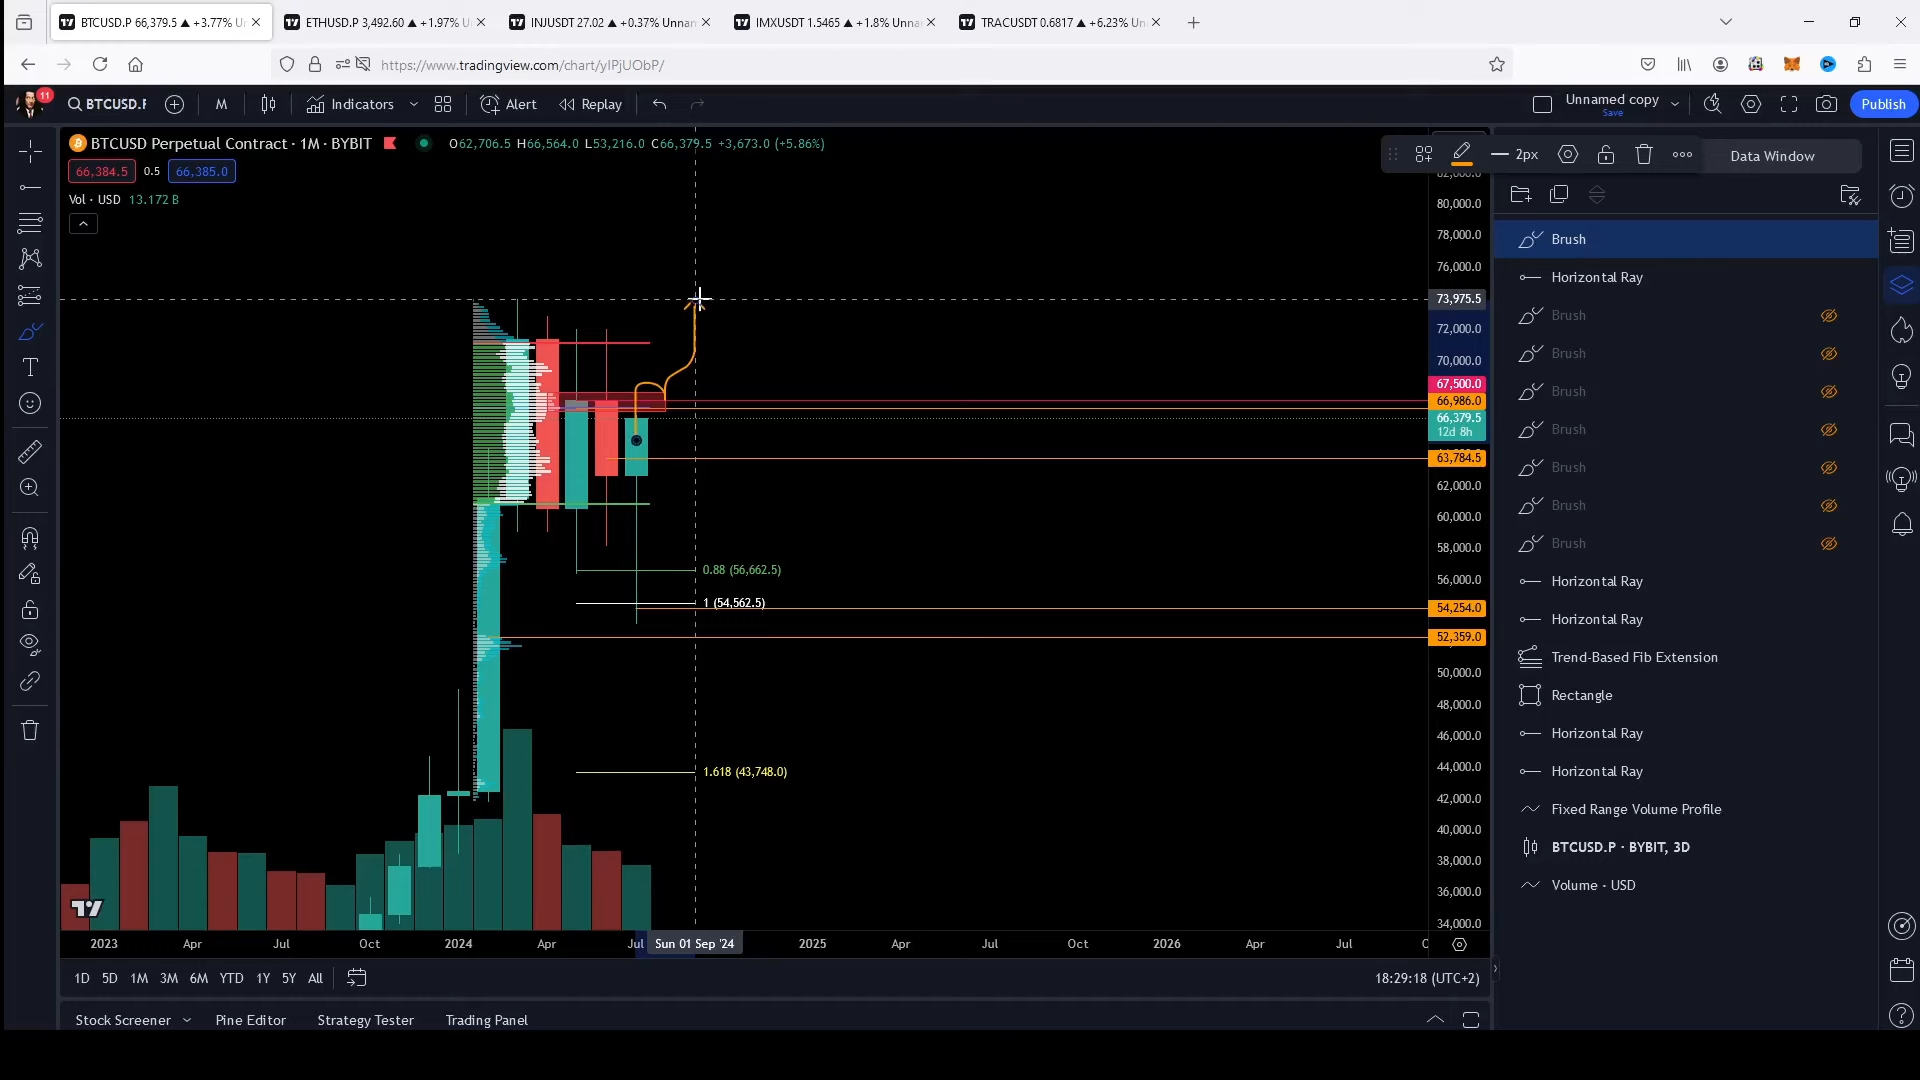 BTCUSD.P 66,379.5 ▲ +3.77% Un
ETHUSD.P 3,492.60 ▲ +1.97% U
INJUSDT 27.02 ▲ +0.37% Unnan
IMXUSDT 1.5465 ▲ +1.8% Unna
TRACUSDT 0.6817 ▲ +6.23% Un
https://www.tradingview.com/chart/yIPjUObP/
11
BTCUSD.P
M
Indicators
Alert
Replay
Unnamed copy
Save
Publish
BTCUSD Perpetual Contract · 1M · BYBIT
O62,706.5 H66,564.0 L53,216.0 C66,379.5 +3,673.0 (+5.86%)
66,384.5
0.5
66,385.0
Vol · USD 13.172 B
2px
Data Window
80,000.0
78,000.0
76,000.0
73,975.5
72,000.0
70,000.0
67,500.0
66,986.0
66,379.5
12d 8h
63,784.5
62,000.0
60,000.0
58,000.0
56,000.0
54,254.0
52,359.0
50,000.0
48,000.0
46,000.0
44,000.0
42,000.0
40,000.0
38,000.0
36,000.0
34,000.0
0.88 (56,662.5)
1 (54,562.5)
1.618 (43,748.0)
Brush
Horizontal Ray
Brush
Brush
Brush
Brush
Brush
Brush
Brush
Horizontal Ray
Horizontal Ray
Trend-Based Fib Extension
Rectangle
Horizontal Ray
Horizontal Ray
Fixed Range Volume Profile
BTCUSD.P · BYBIT, 3D
Volume · USD
2023
Apr
Jul
Oct
2024
Apr
Jul
Sun 01 Sep '24
2025
Apr
Jul
Oct
2026
Apr
Jul
1D 5D 1M 3M 6M YTD 1Y 5Y All
18:29:18 (UTC+2)
Stock Screener
Pine Editor
Strategy Tester
Trading Panel